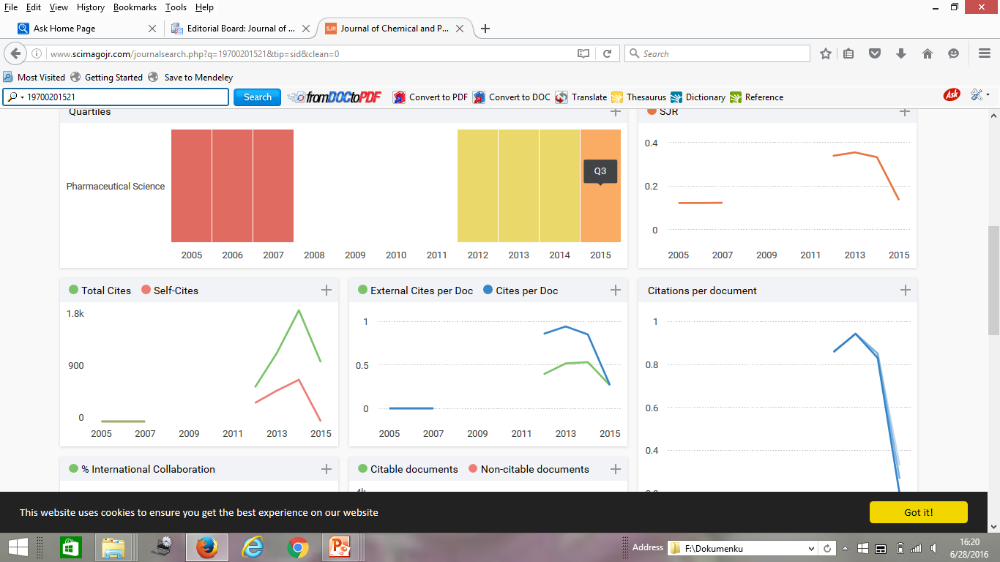 File Edit View History Bookmarks Tools Help
Ask Home Page
Editorial Board: Journal of ...
SJR Journal of Chemical and P...
www.scimagojr.com/journalsearch.php?q=19700201521&tip=sid&clean=0
Search
Most Visited Getting Started Save to Mendeley
19700201521 Search fromDOCtoPDF Convert to PDF Convert to DOC Translate Thesaurus Dictionary Reference Ask
Quartiles
Pharmaceutical Science
Q3
2005 2006 2007 2008 2009 2010 2011 2012 2013 2014 2015
SJR
0.4
0.2
0
2005 2007 2009 2011 2013 2015
Total Cites Self-Cites
1.8k
900
0
2005 2007 2009 2011 2013 2015
External Cites per Doc Cites per Doc
1
0.5
0
2005 2007 2009 2011 2013 2015
Citations per document
1
0.8
0.6
0.4
% International Collaboration
Citable documents Non-citable documents
This website uses cookies to ensure you get the best experience on our website
Got it!
Address F:\Dokumenku
16:20
6/28/2016